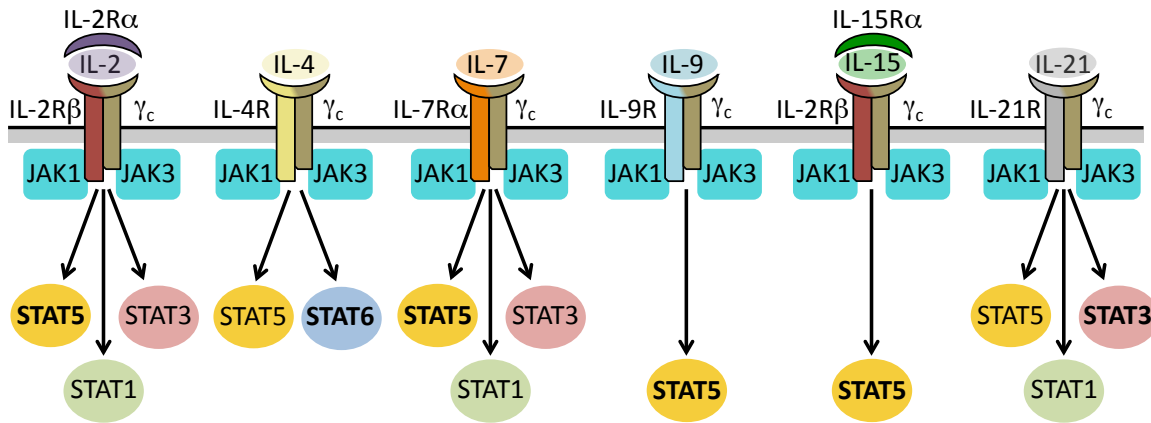 IL-2Rα IL-15Rα
IL-2 IL-4 IL-7 IL-9 IL-15 IL-21
IL-2Rβ γc IL-4R γc IL-7Rα γc IL-9R γc IL-2Rβ γc IL-21R γc
JAK1 JAK3 JAK1 JAK3 JAK1 JAK3 JAK1 JAK3 JAK1 JAK3 JAK1 JAK3
STAT5 STAT3 STAT5 STAT6 STAT5 STAT3 STAT5 STAT3
STAT1 STAT1 STAT5 STAT5 STAT1